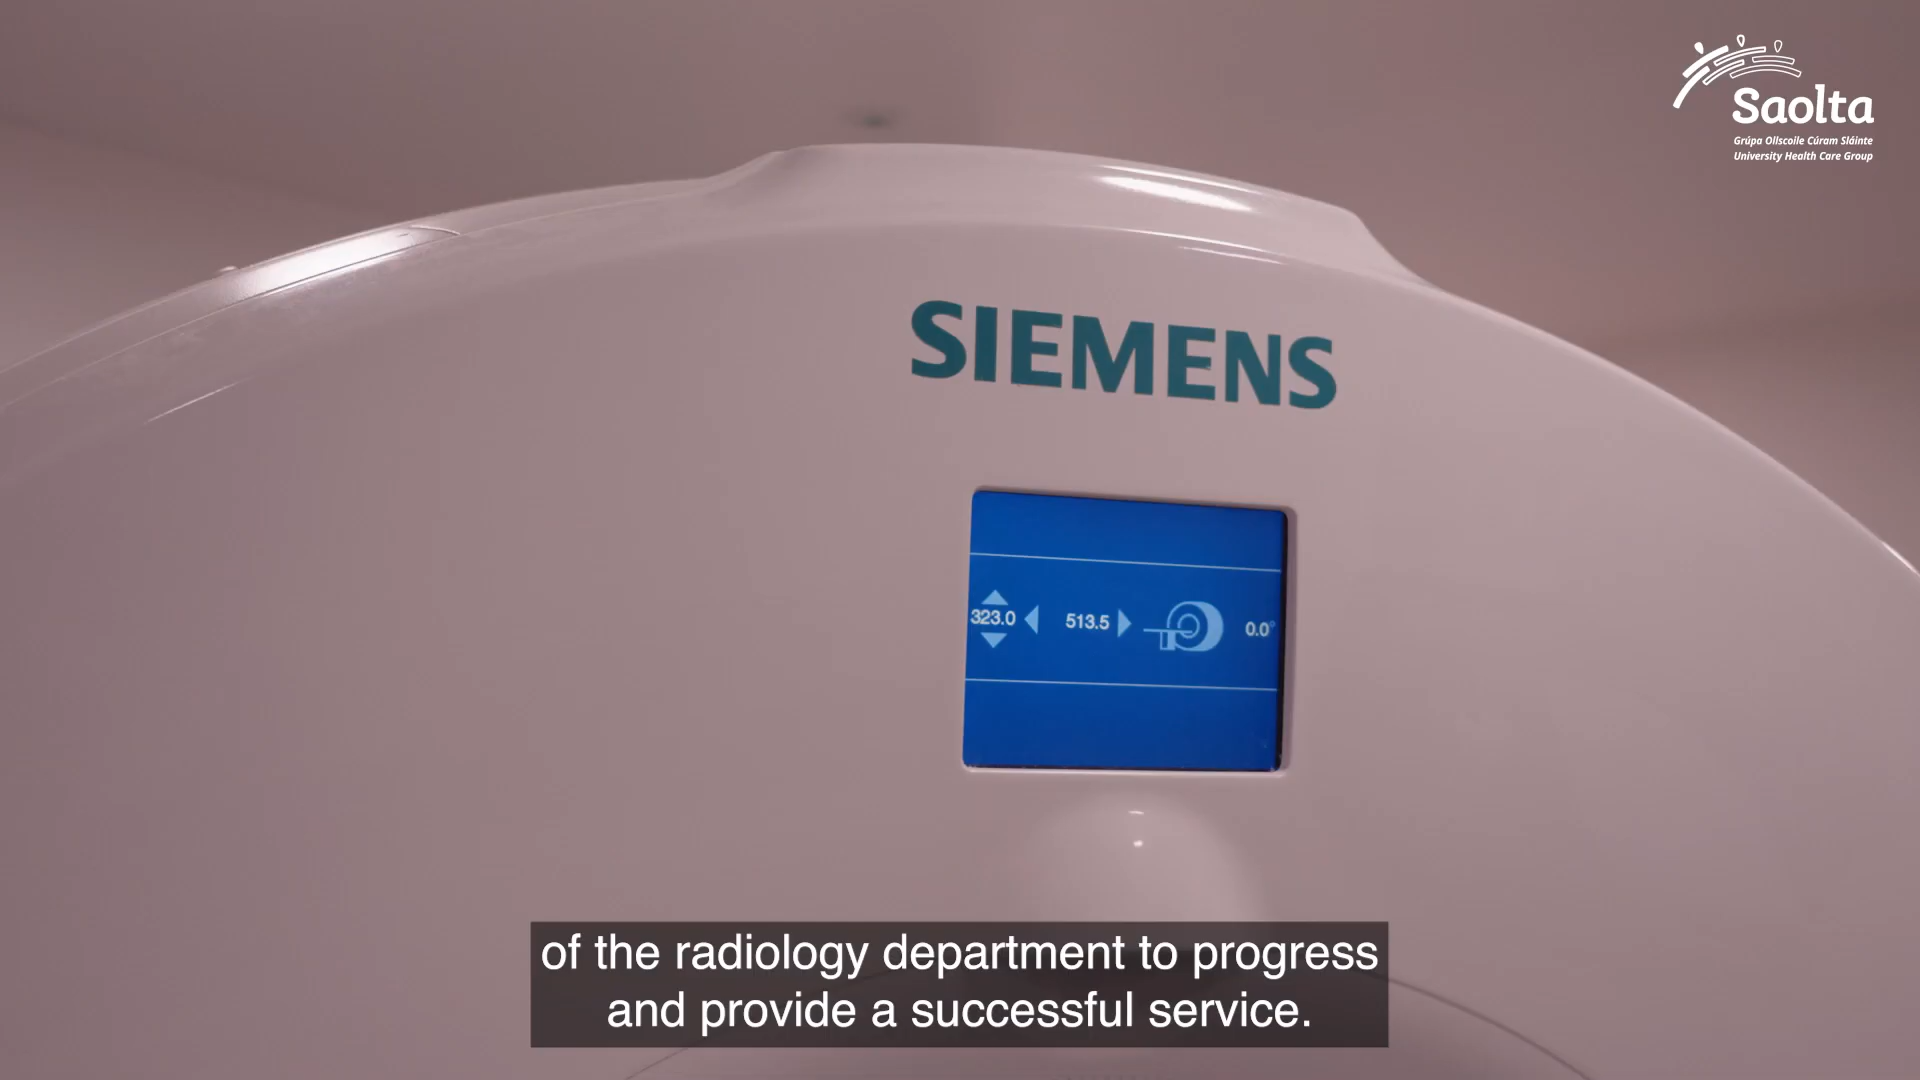 Saolta
Grúpa Ollscoile Cúram Sláinte
University Health Care Group
SIEMENS
323.0 513.5 0.0°
of the radiology department to progress
and provide a successful service.